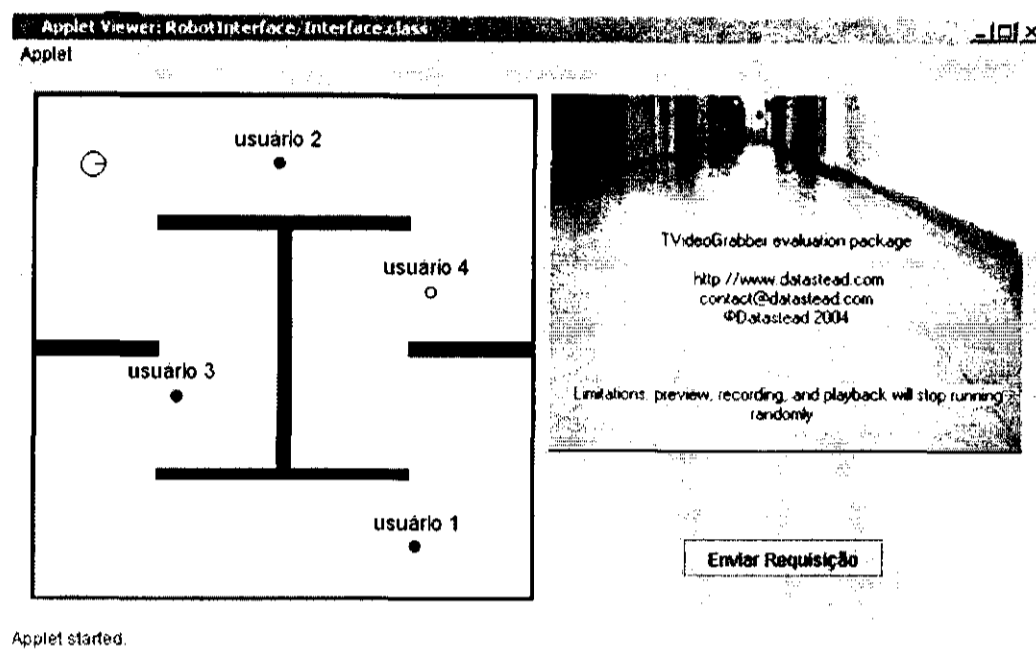 Applet Viewer: RobotInterface/Interface.class
Applet
usuário 2
usuário 4
usuário 3
usuário 1
TVideoGrabber evaluation package
http://www.datastead.com
contact@datastead.com
©Datastead 2004
Limitations: preview, recording, and playback will stop running
randomly
Enviar Requisição
Applet started.